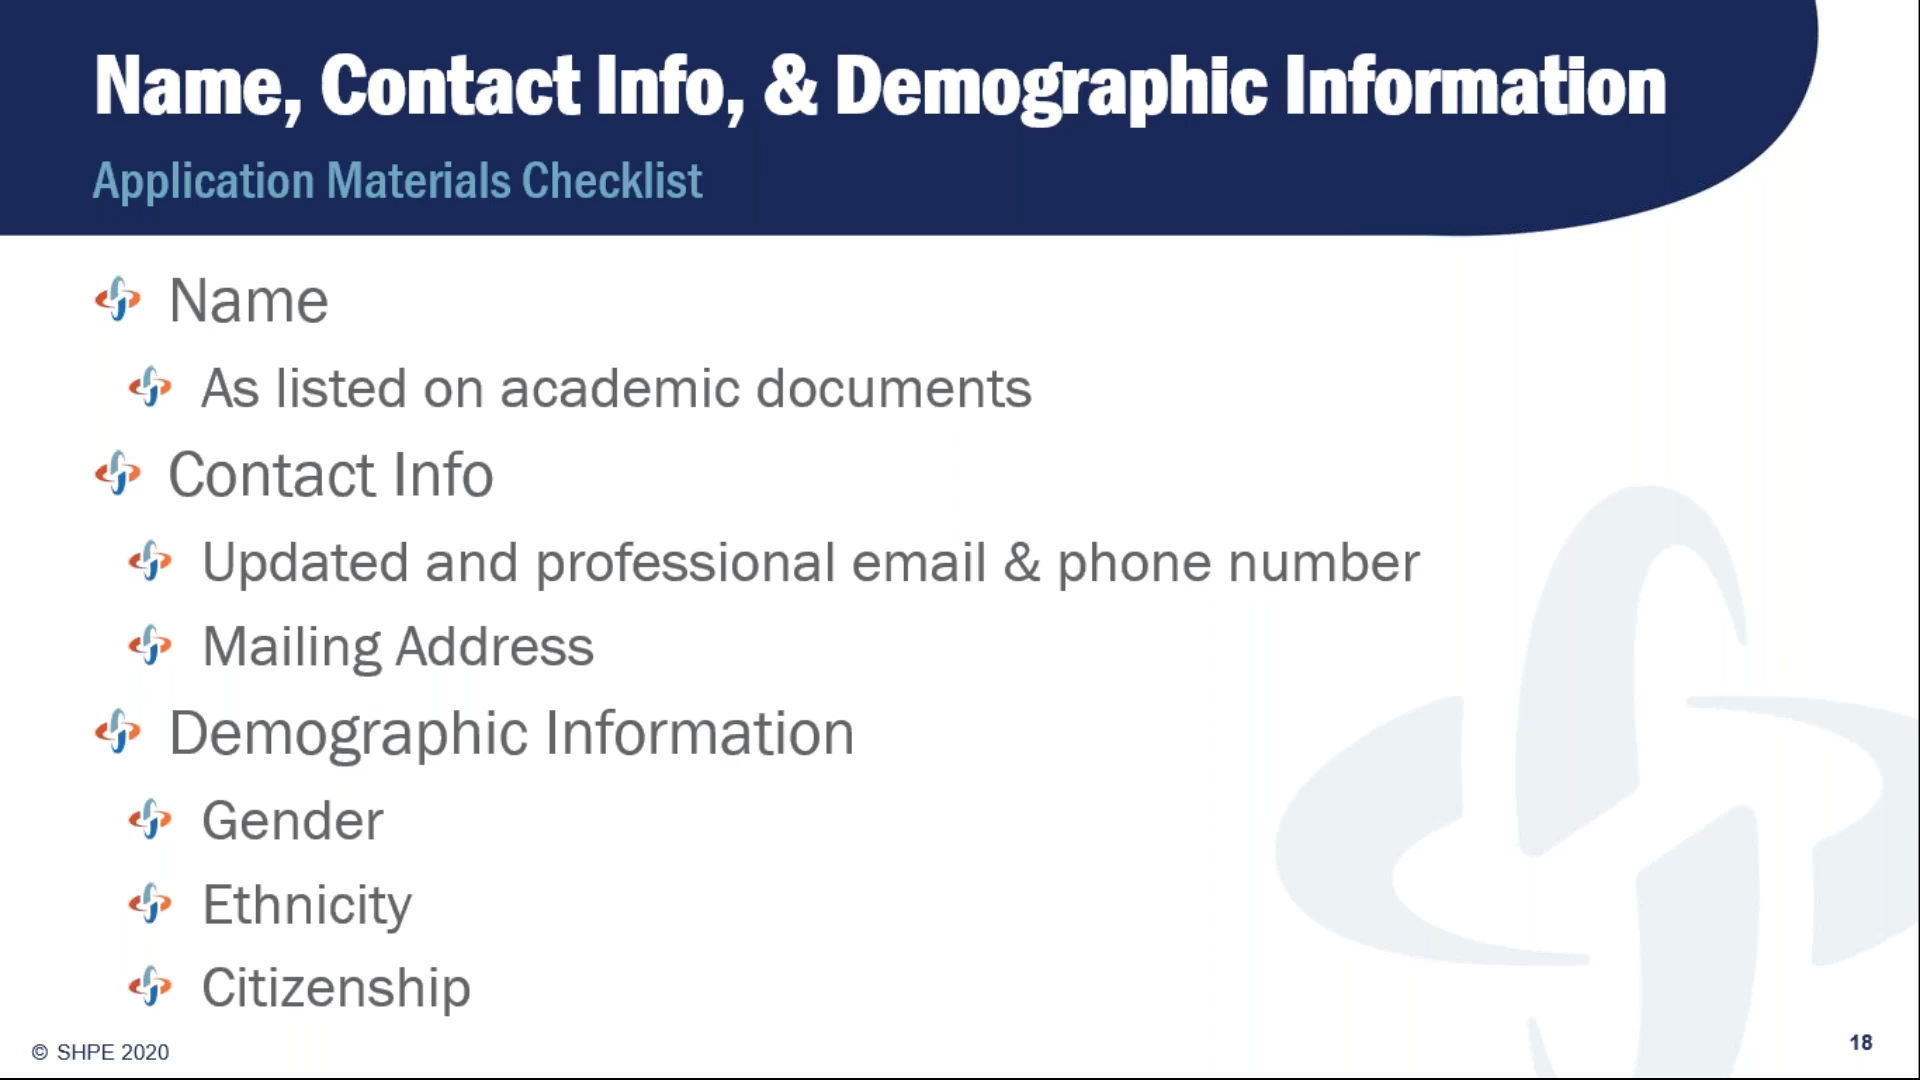 Name, Contact Info, & Demographic Information
Application Materials Checklist
Name
As listed on academic documents
Contact Info
Updated and professional email & phone number
Mailing Address
Demographic Information
Gender
Ethnicity
Citizenship
© SHPE 2020
18